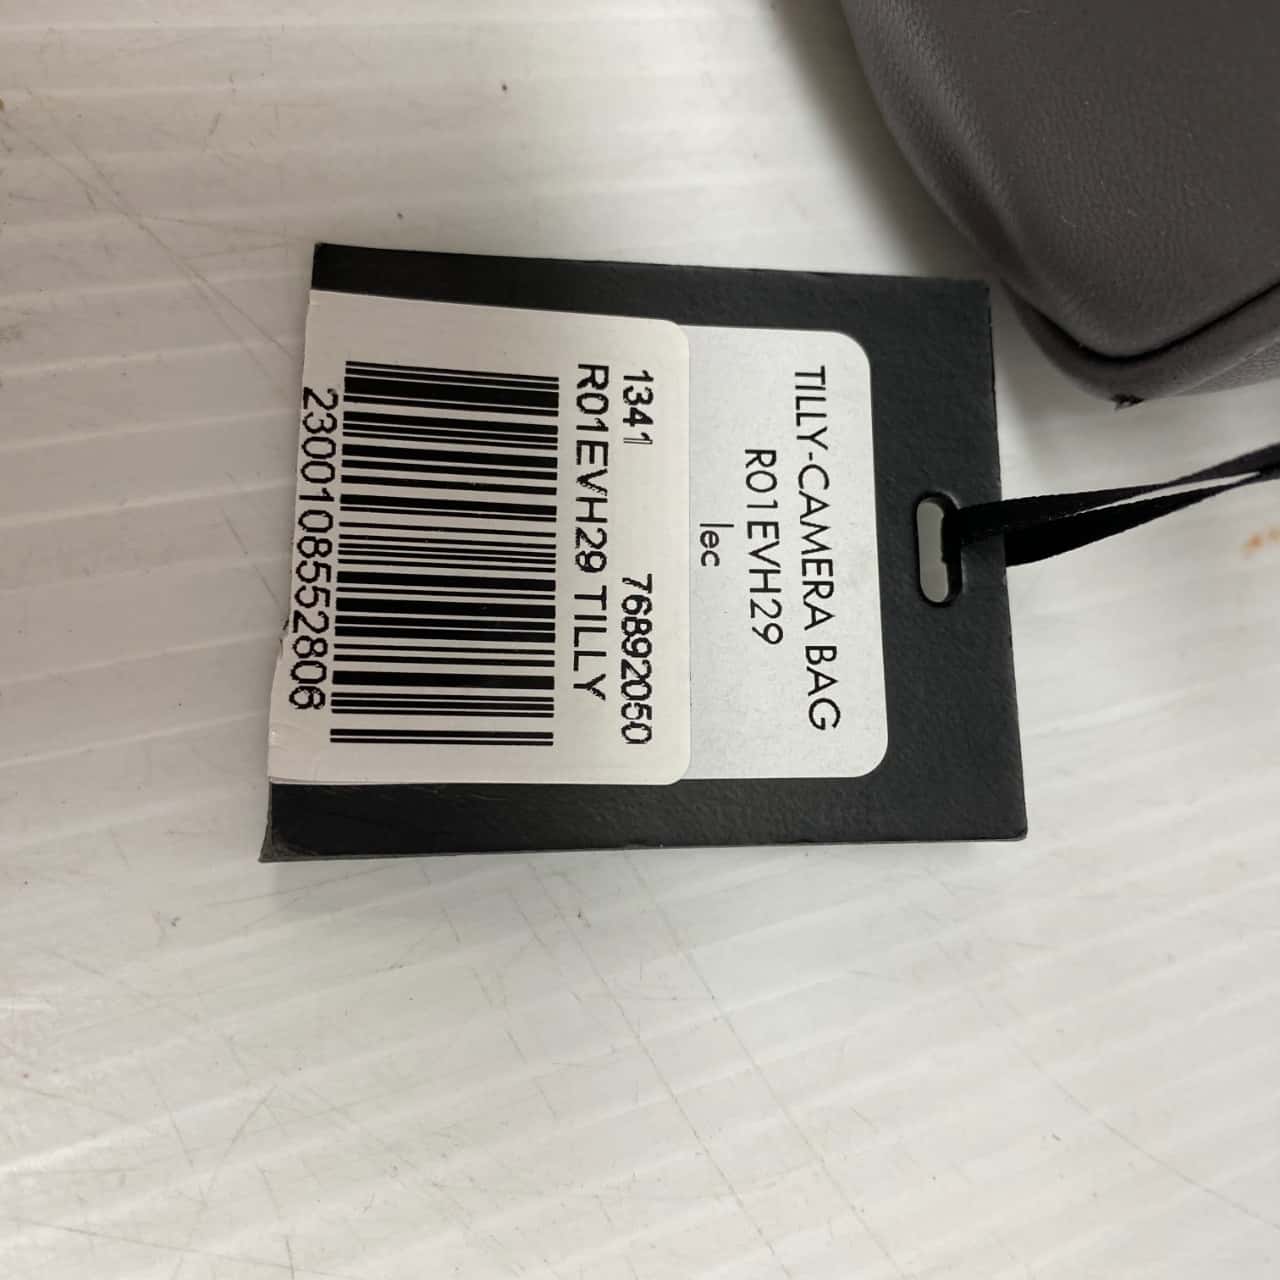 TILLY-CAMERA BAG
R01EVH29
lec
1341 76892050
R01EVH29 TILLY
2300108552806